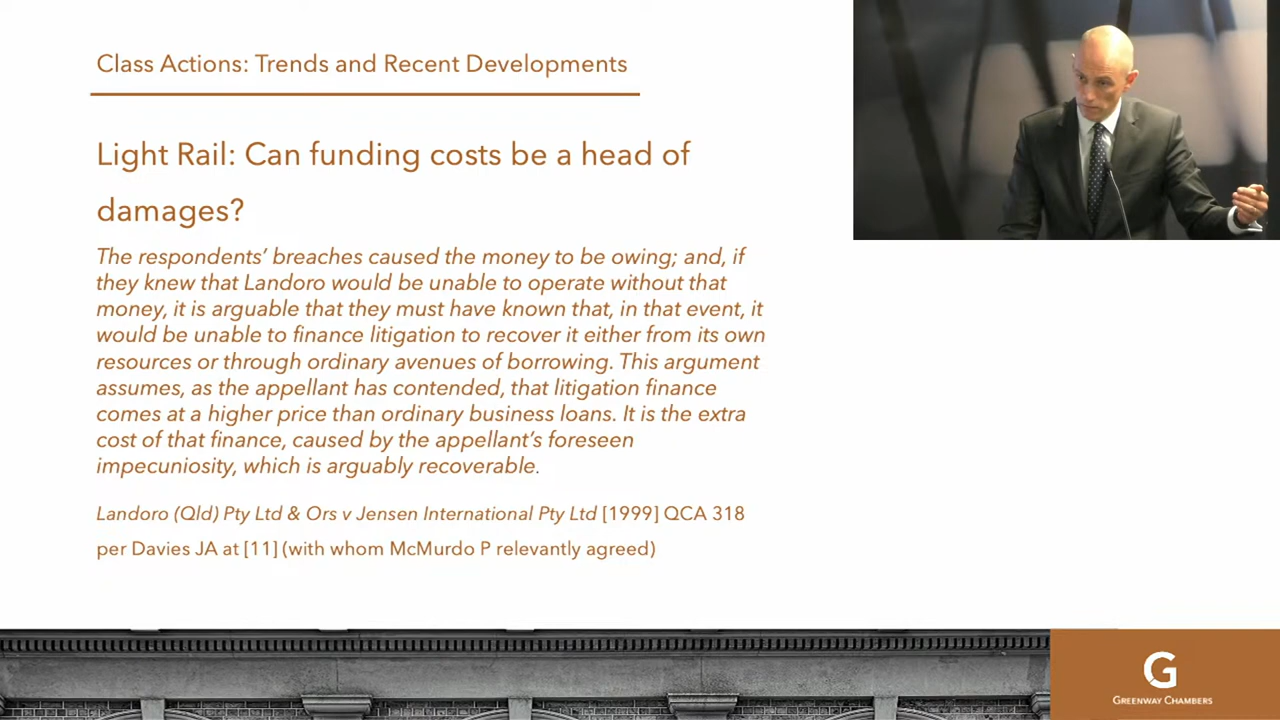 Class Actions: Trends and Recent Developments
Light Rail: Can funding costs be a head of
damages?
The respondents’ breaches caused the money to be owing; and, if
they knew that Landoro would be unable to operate without that
money, it is arguable that they must have known that, in that event, it
would be unable to finance litigation to recover it either from its own
resources or through ordinary avenues of borrowing. This argument
assumes, as the appellant has contended, that litigation finance
comes at a higher price than ordinary business loans. It is the extra
cost of that finance, caused by the appellant’s foreseen
impecuniosity, which is arguably recoverable.
Landoro (Qld) Pty Ltd & Ors v Jensen International Pty Ltd [1999] QCA 318
per Davies JA at [11] (with whom McMurdo P relevantly agreed)
G
GREENWAY CHAMBERS